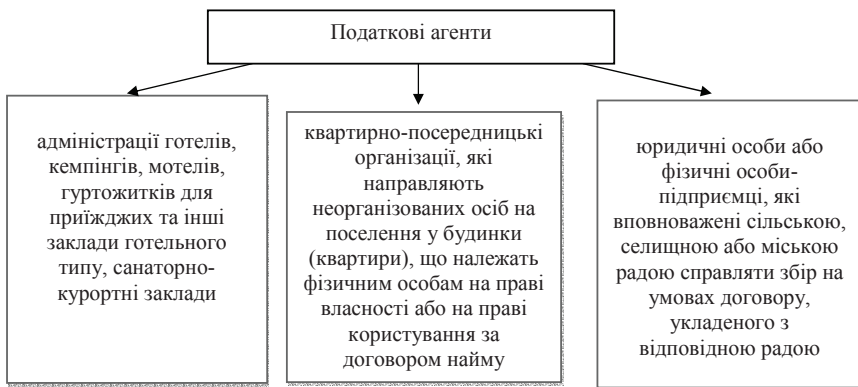 Податкові агенти
адміністрації готелів,
кемпінгів, мотелів,
гуртожитків для
приїжджих та інші
заклади готельного
типу, санаторно-
курортні заклади
квартирно-посередницькі
організації, які
направляють
неорганізованих осіб на
поселення у будинки
(квартири), що належать
фізичним особам на праві
власності або на праві
користування за
договором найму
юридичні особи або
фізичні особи-
підприємці, які
вповноважені сільською,
селищною або міською
радою справляти збір на
умовах договору,
укладеного з
відповідною радою